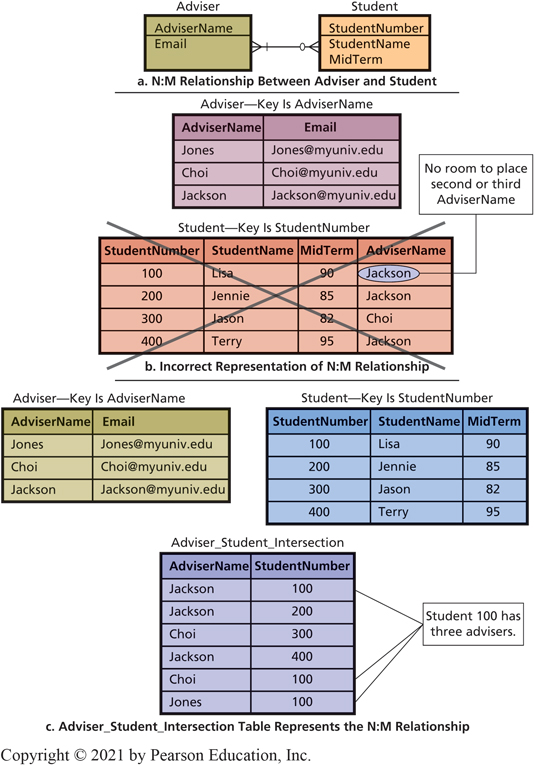 Adviser
Student
AdviserName
Email
StudentNumber
StudentName
MidTerm
a. N:M Relationship Between Adviser and Student
Adviser—Key Is AdviserName
AdviserName Email
Jones Jones@myuniv.edu
Choi Choi@myuniv.edu
Jackson Jackson@myuniv.edu
No room to place
second or third
AdviserName
Student—Key Is StudentNumber
StudentNumber StudentName MidTerm AdviserName
100 Lisa 90 Jackson
200 Jennie 85 Jackson
300 Jason 82 Choi
400 Terry 95 Jackson
b. Incorrect Representation of N:M Relationship
Adviser—Key Is AdviserName
AdviserName Email
Jones Jones@myuniv.edu
Choi Choi@myuniv.edu
Jackson Jackson@myuniv.edu
Student—Key Is StudentNumber
StudentNumber StudentName MidTerm
100 Lisa 90
200 Jennie 85
300 Jason 82
400 Terry 95
Adviser_Student_Intersection
AdviserName StudentNumber
Jackson 100
Jackson 200
Choi 300
Jackson 400
Choi 100
Jones 100
Student 100 has
three advisers.
c. Adviser_Student_Intersection Table Represents the N:M Relationship
Copyright © 2021 by Pearson Education, Inc.